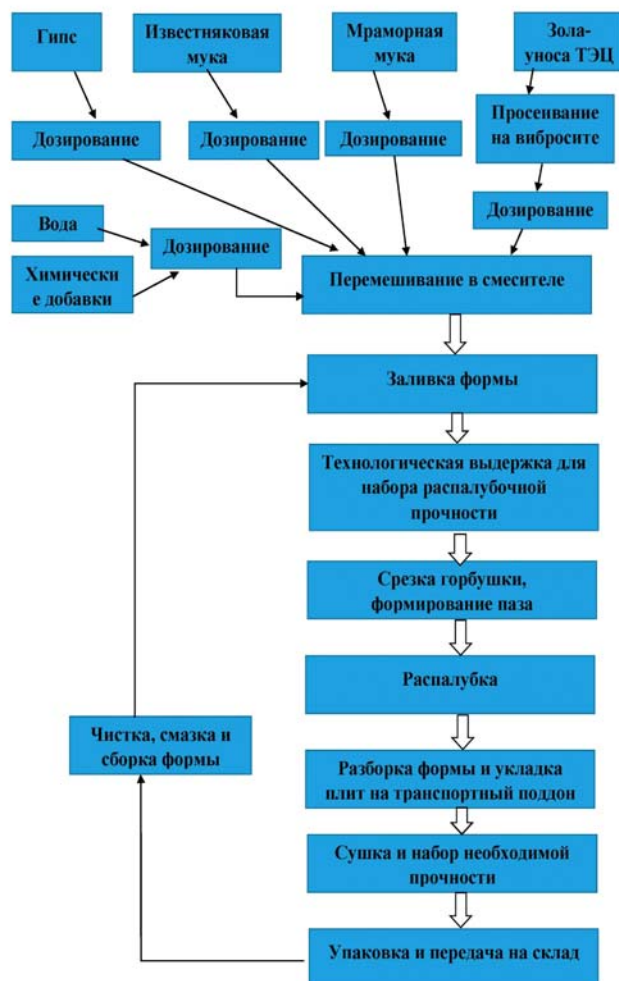 Гипс
Известняковая
мука
Мраморная
мука
Зола-
уноса ТЭЦ
Просеивание
на вибросите
Дозирование
Дозирование
Дозирование
Дозирование
Вода
Дозирование
Химически
е добавки
Перемешивание в смесителе
Заливка формы
Технологическая выдержка для
набора распалубочной
прочности
Срезка горбушки,
формирование паза
Распалубка
Чистка, смазка и
сборка формы
Разборка формы и укладка
плит на транспортный поддон
Сушка и набор необходимой
прочности
Упаковка и передача на склад